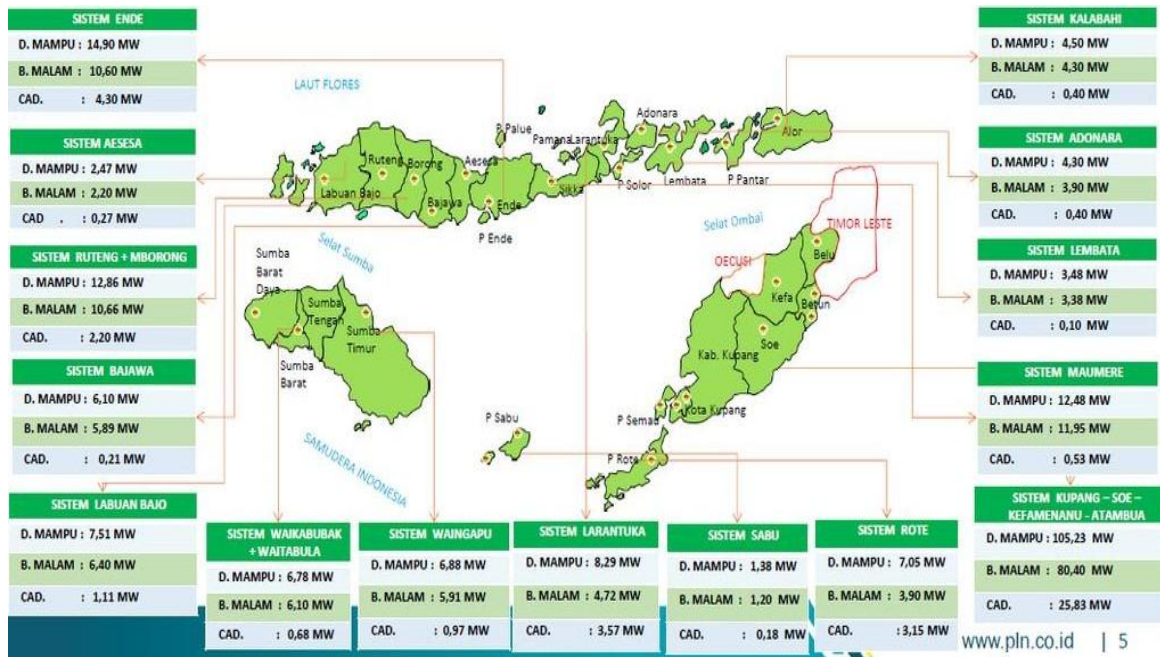 SISTEM ENDE
D. MAMPU : 14,90 MW
B. MALAM : 10,60 MW
CAD. : 4,30 MW
SISTEM AESESA
D. MAMPU : 2,47 MW
B. MALAM : 2,20 MW
CAD . : 0,27 MW
SISTEM RUTENG + MBORONG
D. MAMPU : 12,86 MW
B. MALAM : 10,66 MW
CAD. : 2,20 MW
SISTEM BAJAWA
D. MAMPU : 6,10 MW
B. MALAM : 5,89 MW
CAD. : 0,21 MW
SISTEM LABUAN BAJO
D. MAMPU : 7,51 MW
B. MALAM : 6,40 MW
CAD. : 1,11 MW
LAUT FLORES
P Palue
Adonara
Pamana
Larantuka
Alor
Ruteng
Borong
Aesesa
Labuan Bajo
Bajawa
Ende
Sikka
P Solor
Lembata
P Pantar
P Ende
Selat Sumba
Selat Ombai
TIMOR LESTE
OECUSI
Belu
Kefa
Betun
Soe
Kab. Kupang
P Semau
Kota Kupang
P Rote
P Sabu
Sumba
Barat
Daya
Sumba
Tengah
Sumba
Timur
Sumba
Barat
SAMUDERA INDONESIA
SISTEM WAIKABUBAK
+ WAITABULA
D. MAMPU : 6,78 MW
B. MALAM : 6,10 MW
CAD. : 0,68 MW
SISTEM WAINGAPU
D. MAMPU : 6,88 MW
B. MALAM : 5,91 MW
CAD. : 0,97 MW
SISTEM LARANTUKA
D. MAMPU : 8,29 MW
B. MALAM : 4,72 MW
CAD. : 3,57 MW
SISTEM SABU
D. MAMPU : 1,38 MW
B. MALAM : 1,20 MW
CAD. : 0,18 MW
SISTEM ROTE
D. MAMPU : 7,05 MW
B. MALAM : 3,90 MW
CAD. : 3,15 MW
SISTEM KALABAHI
D. MAMPU : 4,50 MW
B. MALAM : 4,30 MW
CAD. : 0,40 MW
SISTEM ADONARA
D. MAMPU : 4,30 MW
B. MALAM : 3,90 MW
CAD. : 0,40 MW
SISTEM LEMBATA
D. MAMPU : 3,48 MW
B. MALAM : 3,38 MW
CAD. : 0,10 MW
SISTEM MAUMERE
D. MAMPU : 12,48 MW
B. MALAM : 11,95 MW
CAD. : 0,53 MW
SISTEM KUPANG – SOE –
KEFAMENANU - ATAMBUA
D. MAMPU : 105,23 MW
B. MALAM : 80,40 MW
CAD. : 25,83 MW
www.pln.co.id | 5